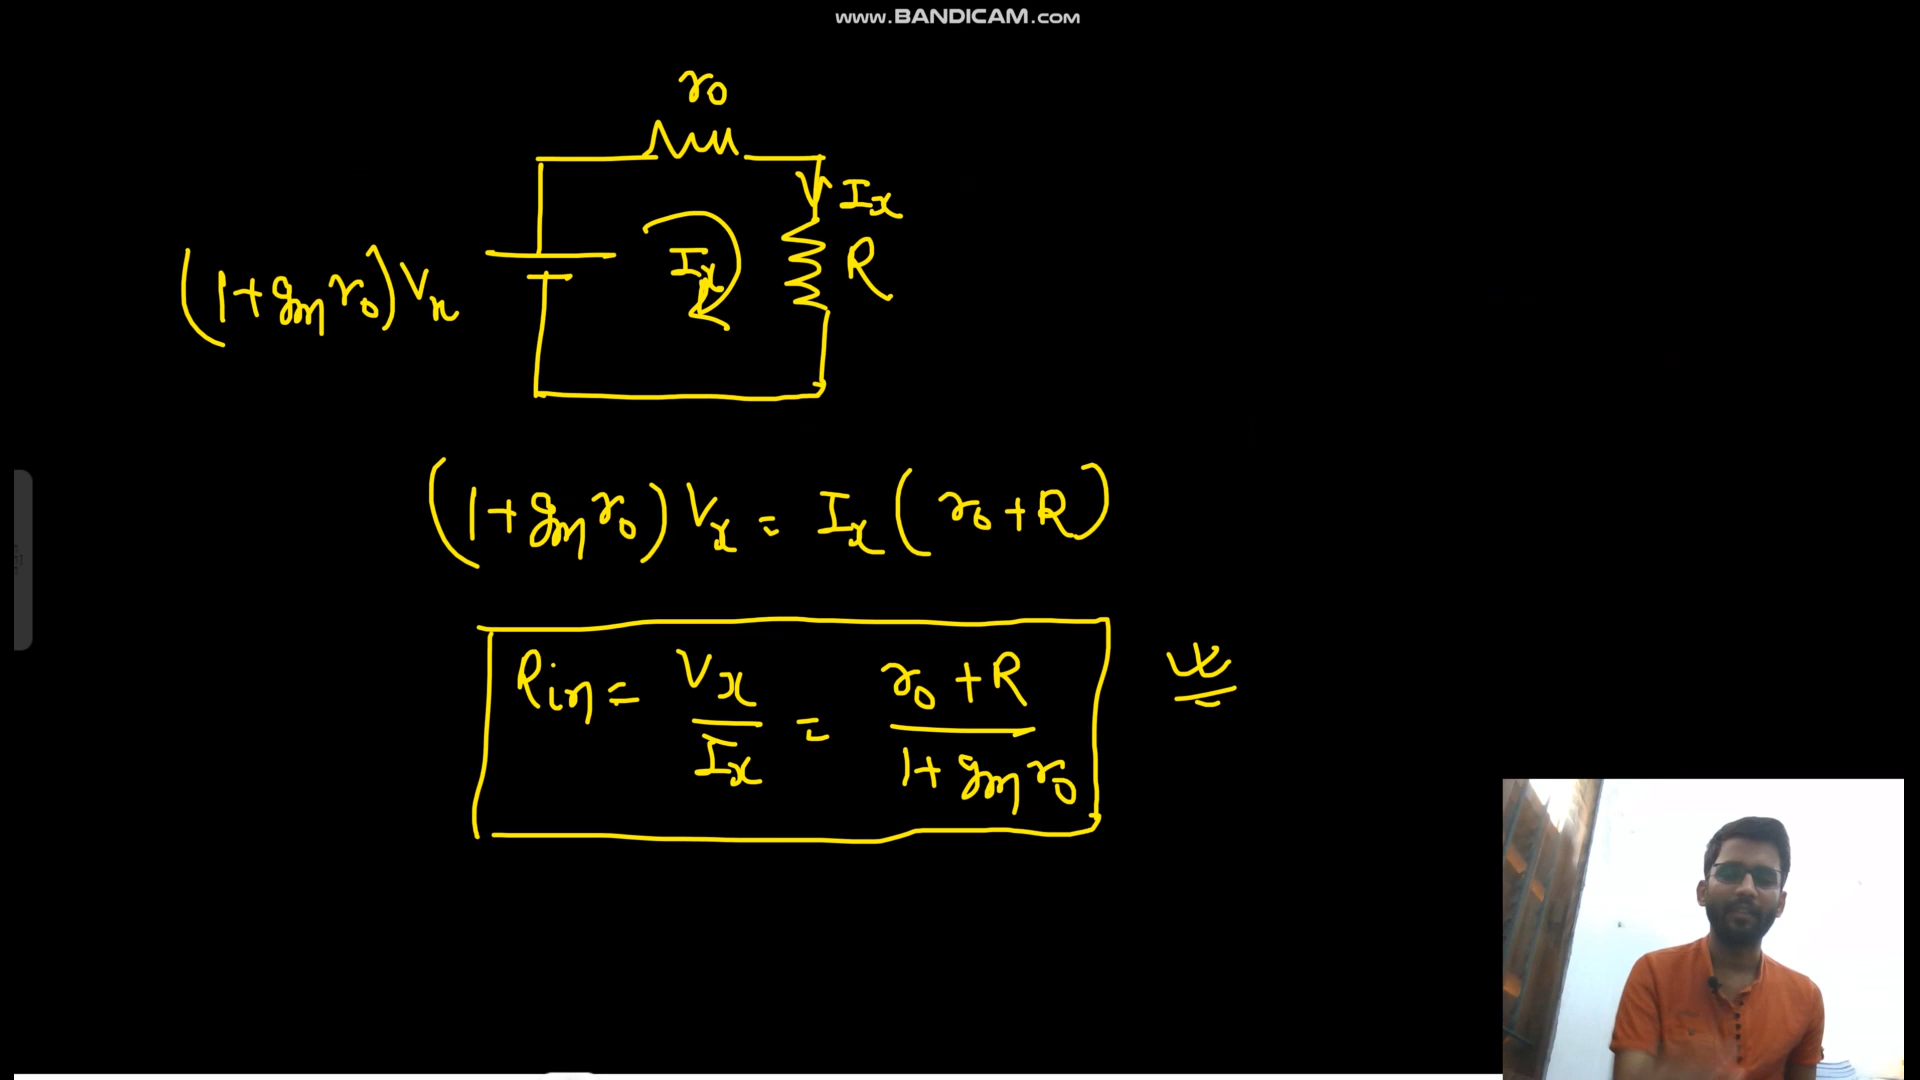 www.BANDICAM.com
r₀
Iₓ
Iₓ
R
(1+gₘr₀)Vₓ
(1+gₘr₀)Vₓ = Iₓ(r₀+R)
Rin = Vₓ/Iₓ = r₀+R/1+gₘr₀